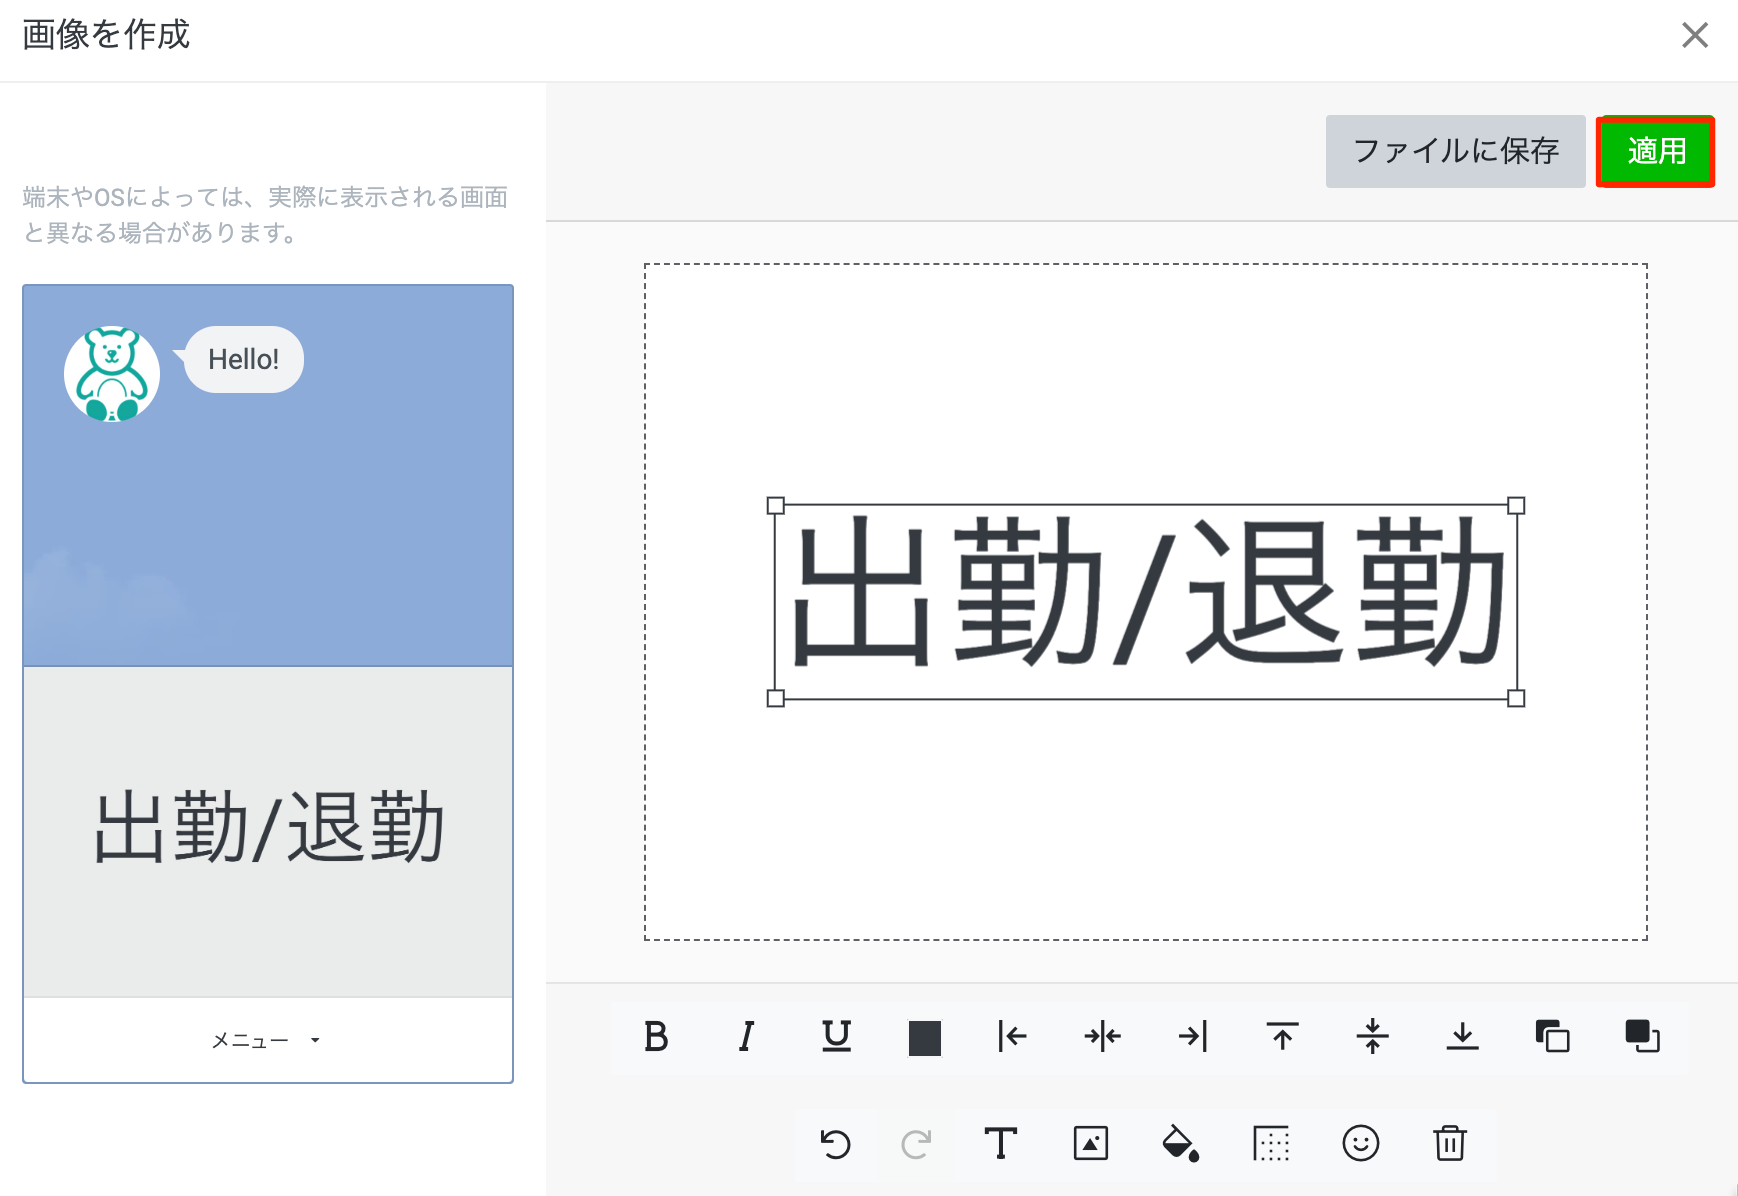 画像を作成
ファイルに保存
適用
端末やOSによっては、実際に表示される画面
と異なる場合があります。
Hello!
出勤/退勤
メニュー
出勤/退勤
B
I
U
T